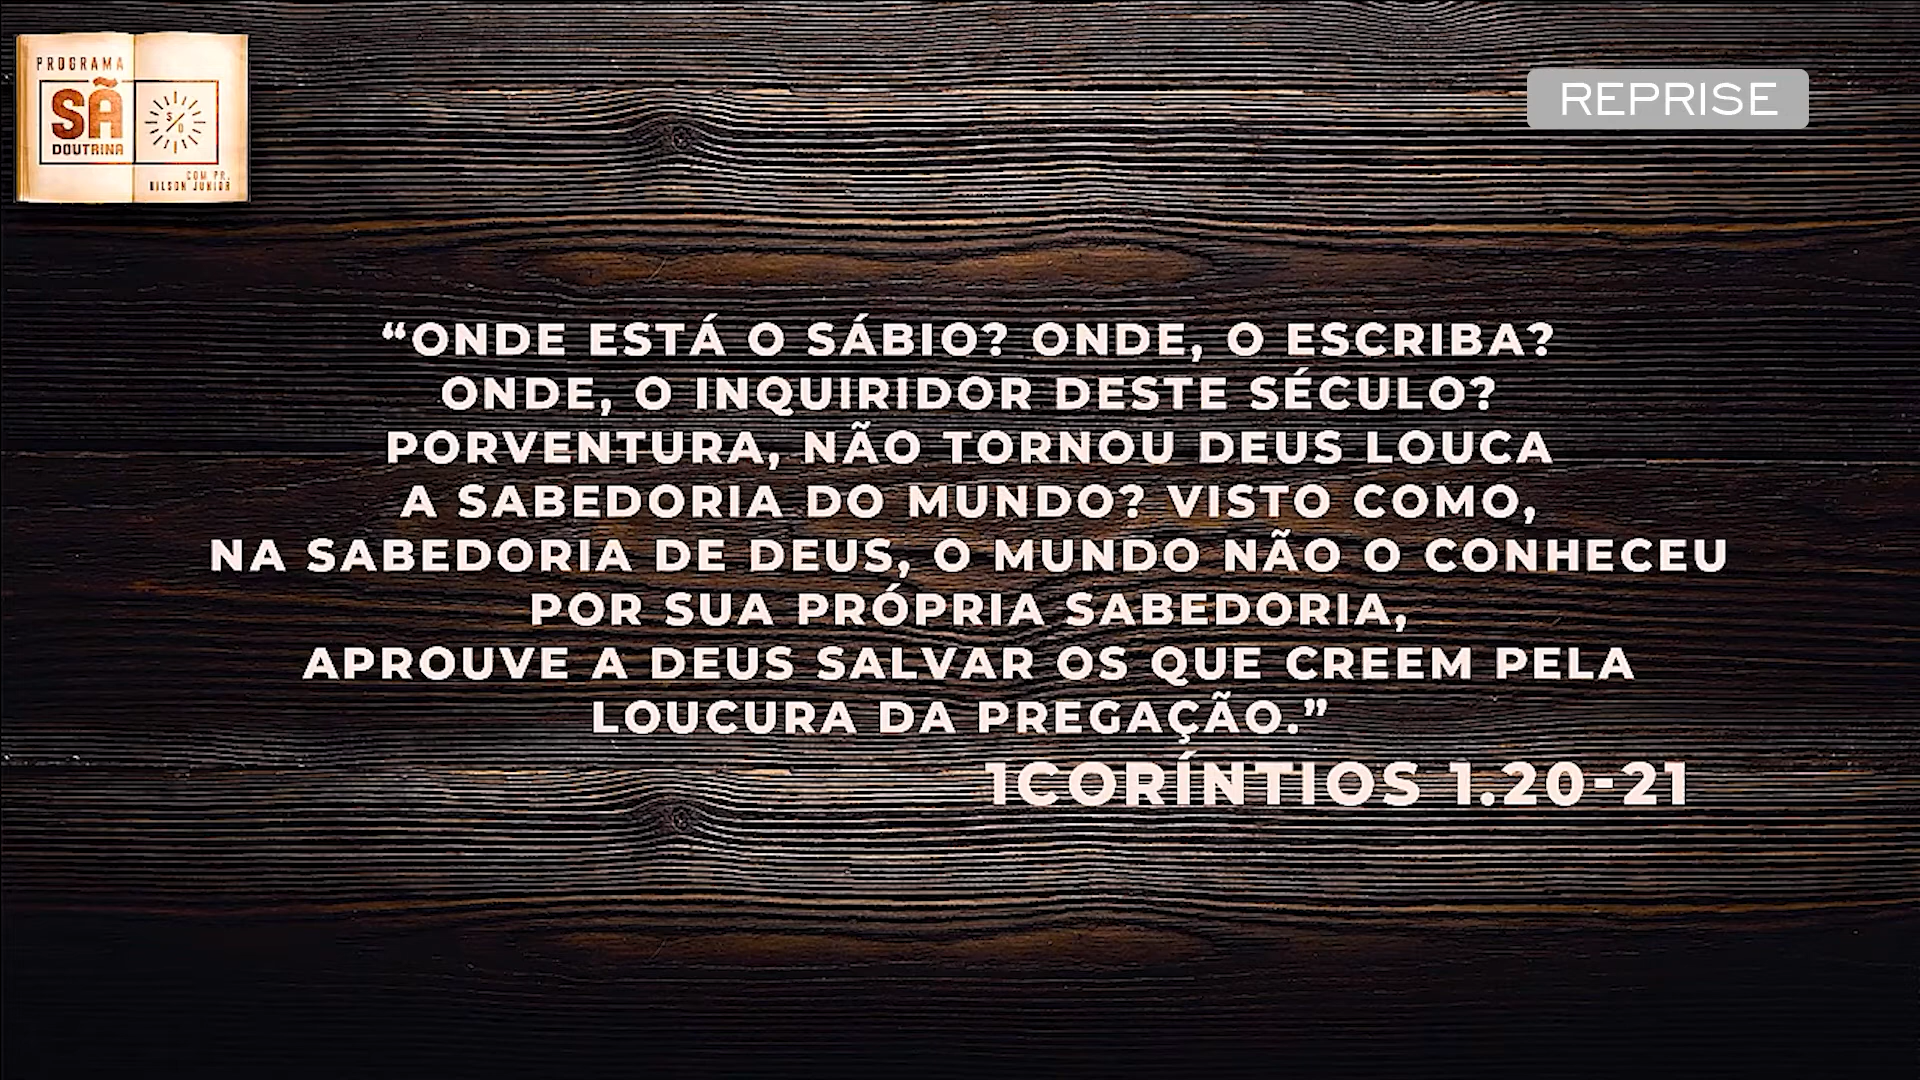 PROGRAMA
SÃ
DOUTRINA
S/D
COM PR.
GILSON JUNIOR
REPRISE
“ONDE ESTÁ O SÁBIO? ONDE, O ESCRIBA?
ONDE, O INQUIRIDOR DESTE SÉCULO?
PORVENTURA, NÃO TORNOU DEUS LOUCA
A SABEDORIA DO MUNDO? VISTO COMO,
NA SABEDORIA DE DEUS, O MUNDO NÃO O CONHECEU
POR SUA PRÓPRIA SABEDORIA,
APROUVE A DEUS SALVAR OS QUE CREEM PELA
LOUCURA DA PREGAÇÃO.”
1CORÍNTIOS 1.20-21